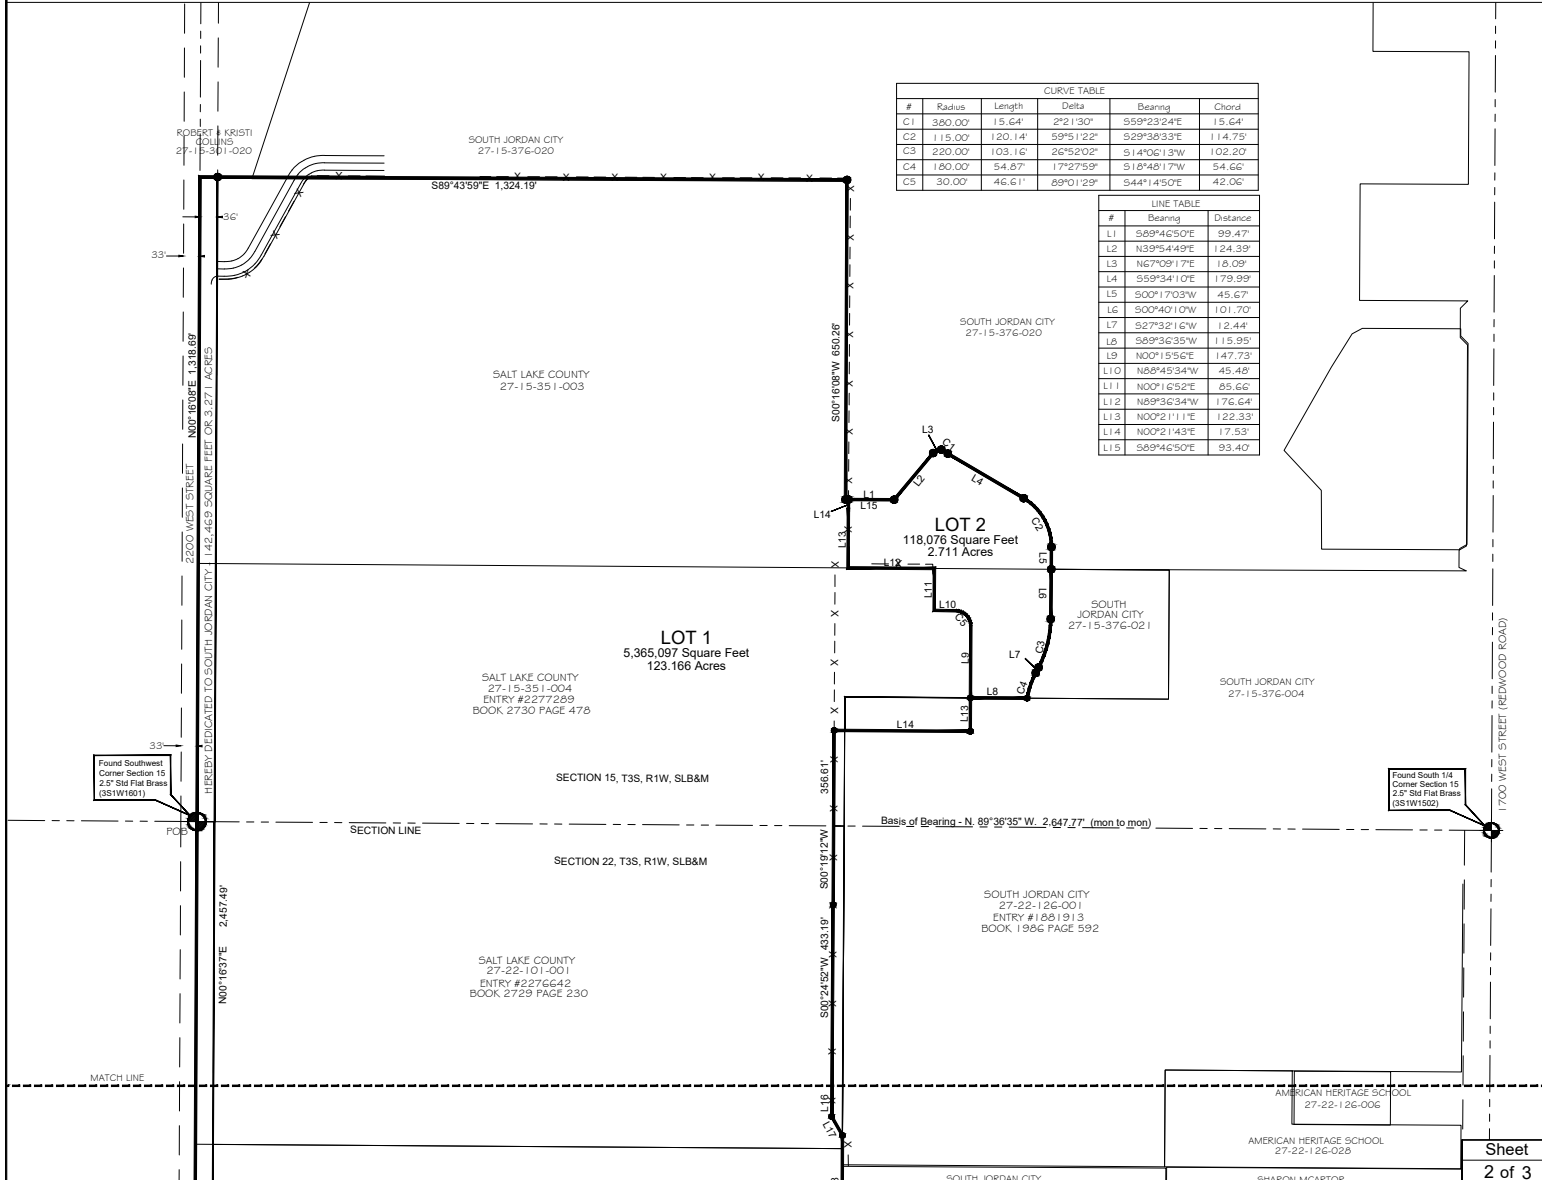 CURVE TABLE
# Radius Length Delta Bearing Chord
C1 380.00' 15.64' 2°21'30" S59°23'24"E 15.64'
C2 115.00' 120.14' 59°51'22" S29°38'33"E 114.75'
C3 220.00' 103.16' 26°52'02" S14°06'13"W 102.20'
C4 180.00' 54.87' 17°27'59" S18°48'17"W 54.66'
C5 30.00' 46.61' 89°01'29" S44°14'50"E 42.06'
LINE TABLE
# Bearing Distance
L1 S89°46'50"E 99.47'
L2 N39°54'49"E 124.39'
L3 N67°09'17"E 18.09'
L4 S59°34'10"E 179.99'
L5 S00°17'03"W 45.67'
L6 S00°40'10"W 101.70'
L7 S27°32'16"W 12.44'
L8 S89°36'35"W 115.95'
L9 N00°15'56"E 147.73'
L10 N88°45'34"W 45.48'
L11 N00°16'52"E 85.66'
L12 N89°36'34"W 176.64'
L13 N00°21'11"E 122.33'
L14 N00°21'43"E 17.53'
L15 S89°46'50"E 93.40'
ROBERT & KRISTI
COLLINS
27-15-301-020
SOUTH JORDAN CITY
27-15-376-020
S89°43'59"E 1,324.19'
36'
33'
N00°16'08"E 1,318.69'
2200 WEST STREET
HEREBY DEDICATED TO SOUTH JORDAN CITY 142,469 SQUARE FEET OR 3.271 ACRES
SALT LAKE COUNTY
27-15-351-003
S00°16'08"W 650.26'
SOUTH JORDAN CITY
27-15-376-020
L3
C1
L2
L4
L1
L15
L14
L13
C2
LOT 2
118,076 Square Feet
2.711 Acres
L5
L12
L11
L10
C5
L6
SOUTH
JORDAN CITY
27-15-376-021
L9
L7
C3
C4
L8
L13
L14
LOT 1
5,365,097 Square Feet
123.166 Acres
SALT LAKE COUNTY
27-15-351-004
ENTRY #2277289
BOOK 2730 PAGE 478
SOUTH JORDAN CITY
27-15-376-004
1700 WEST STREET (REDWOOD ROAD)
33'
Found Southwest
Corner Section 15
2.5" Std Flat Brass
(3S1W1601)
POB
SECTION 15, T3S, R1W, SLB&M
356.61'
S00°19'12"W
Found South 1/4
Corner Section 15
2.5" Std Flat Brass
(3S1W1502)
SECTION LINE
Basis of Bearing - N. 89°36'35" W. 2,647.77' (mon to mon)
SECTION 22, T3S, R1W, SLB&M
N00°16'37"E 2,457.49'
S00°24'52"W 433.19'
SOUTH JORDAN CITY
27-22-126-001
ENTRY #1881913
BOOK 1986 PAGE 592
SALT LAKE COUNTY
27-22-101-001
ENTRY #2276642
BOOK 2729 PAGE 230
MATCH LINE
L16
L17
AMERICAN HERITAGE SCHOOL
27-22-126-006
AMERICAN HERITAGE SCHOOL
27-22-126-028
SOUTH JORDAN CITY
SHARON MCARTOR
Sheet
2 of 3